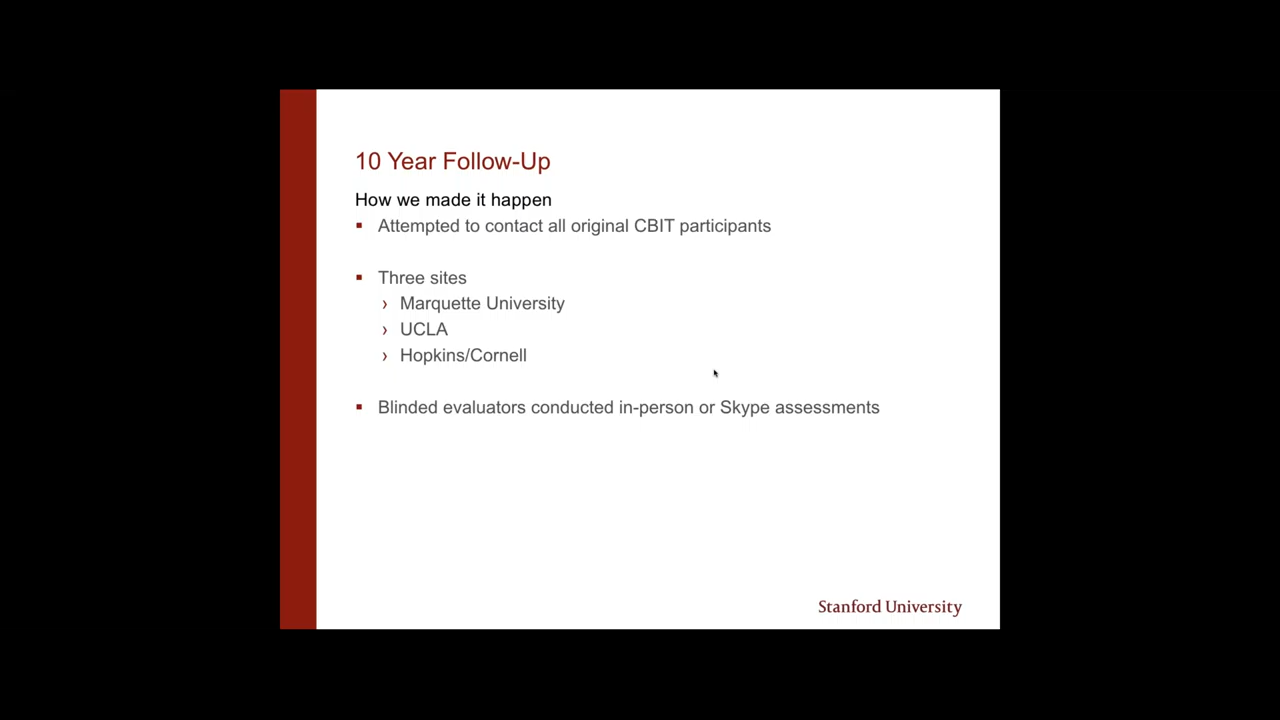 10 Year Follow-Up
How we made it happen
▪ Attempted to contact all original CBIT participants
▪ Three sites
› Marquette University
› UCLA
› Hopkins/Cornell
▪ Blinded evaluators conducted in-person or Skype assessments
Stanford University